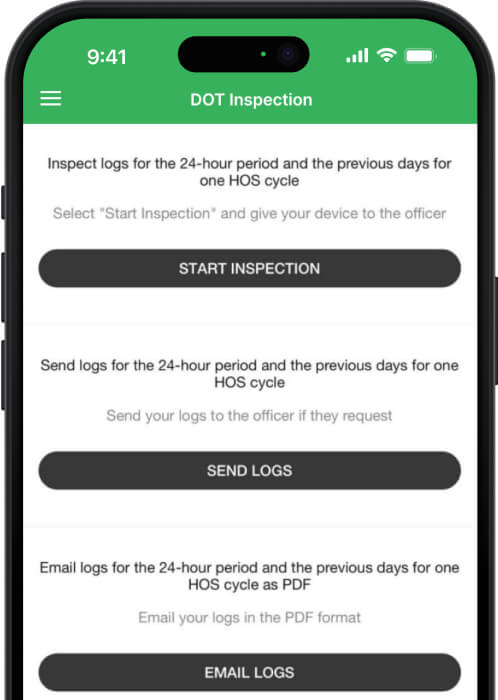 9:41
DOT Inspection
Inspect logs for the 24-hour period and the previous days for
one HOS cycle
Select "Start Inspection" and give your device to the officer
START INSPECTION
Send logs for the 24-hour period and the previous days for one
HOS cycle
Send your logs to the officer if they request
SEND LOGS
Email logs for the 24-hour period and the previous days for one
HOS cycle as PDF
Email your logs in the PDF format
EMAIL LOGS